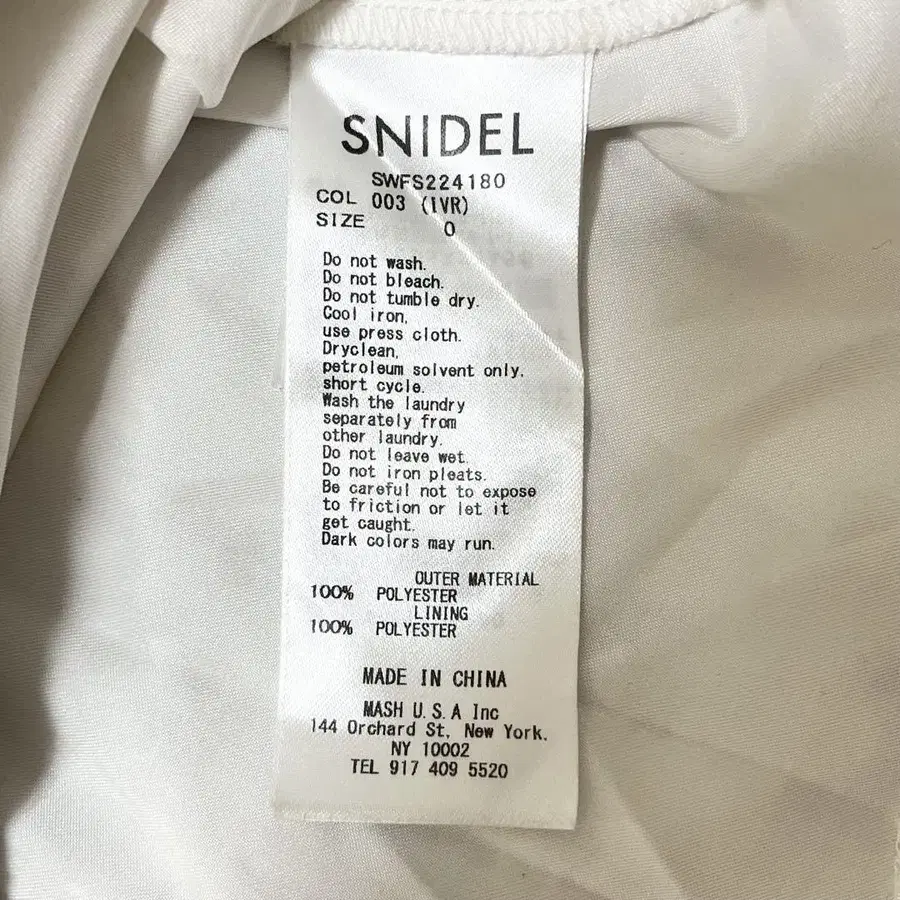 SNIDEL
SWFS224180
COL 003 (IVR)
SIZE 0
Do not wash.
Do not bleach.
Do not tumble dry.
Cool iron,
use press cloth.
Dryclean,
petroleum solvent only.
short cycle.
Wash the laundry
separately from
other laundry.
Do not leave wet.
Do not iron pleats.
Be careful not to expose
to friction or let it
get caught.
Dark colors may run.
OUTER MATERIAL
100% POLYESTER
LINING
100% POLYESTER
MADE IN CHINA
MASH U.S.A Inc
144 Orchard St, New York.
NY 10002
TEL 917 409 5520